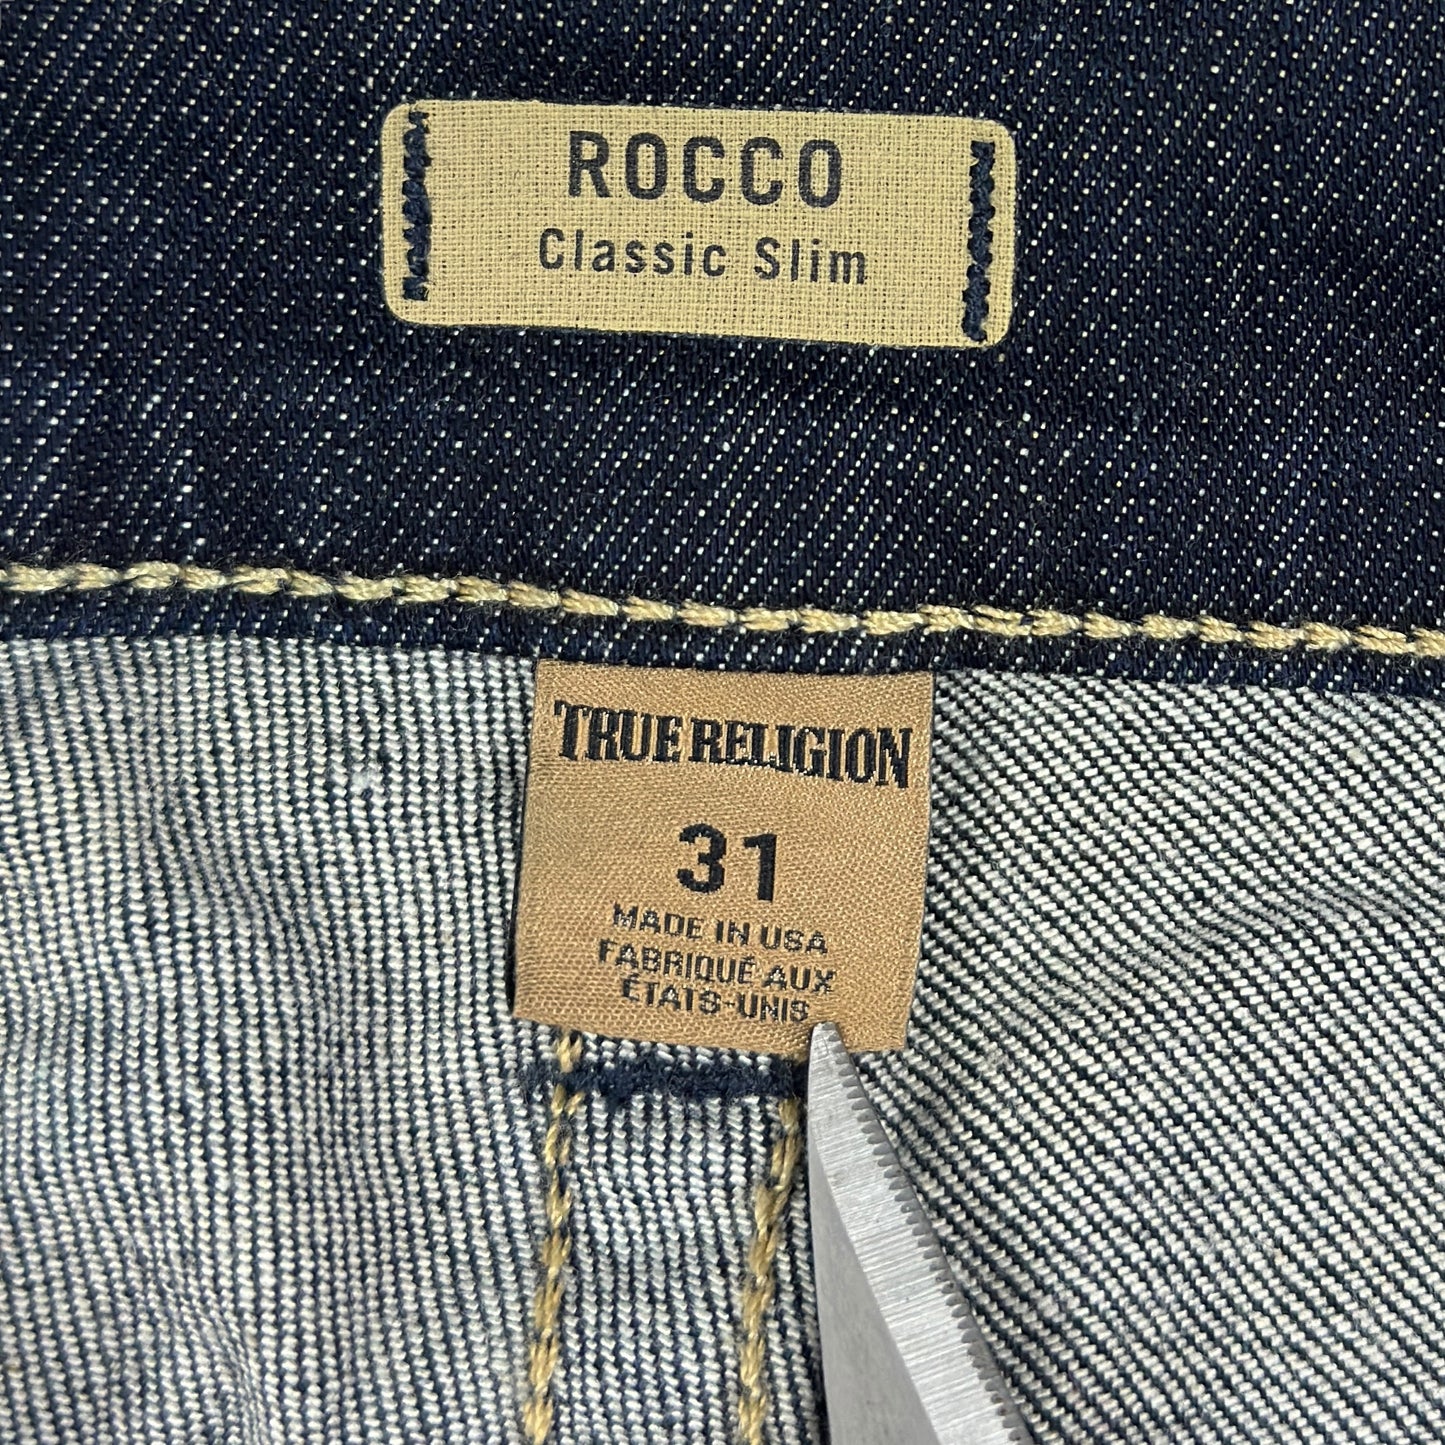 ROCCO
Classic Slim
TRUE RELIGION
31
MADE IN USA
FABRIQUÉ AUX
ÉTATS-UNIS